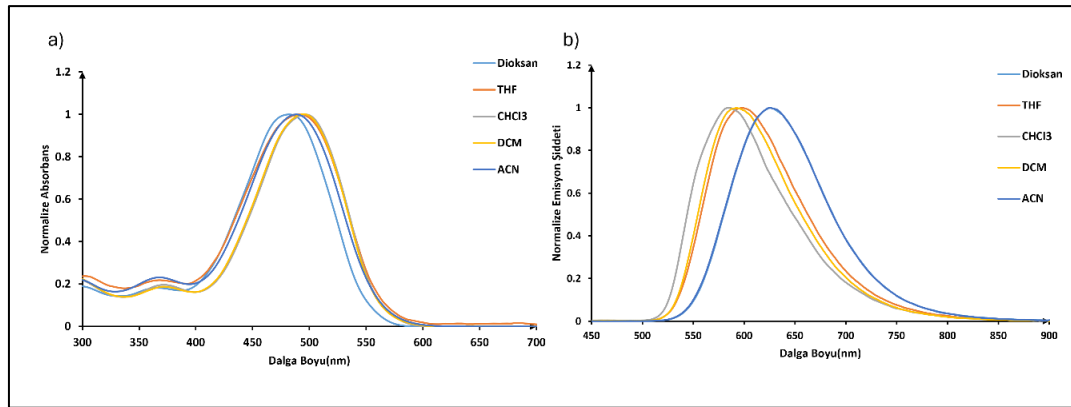 a)
Normalize Absorbans
1.2
1
0.8
0.6
0.4
0.2
0
300
350
400
450
500
550
600
650
700
Dalga Boyu(nm)
Dioksan
THF
CHCl3
DCM
ACN
b)
Normalize Emisyon Şiddeti
1.2
1
0.8
0.6
0.4
0.2
0
450
500
550
600
650
700
750
800
850
900
Dalga Boyu(nm)
Dioksan
THF
CHCl3
DCM
ACN